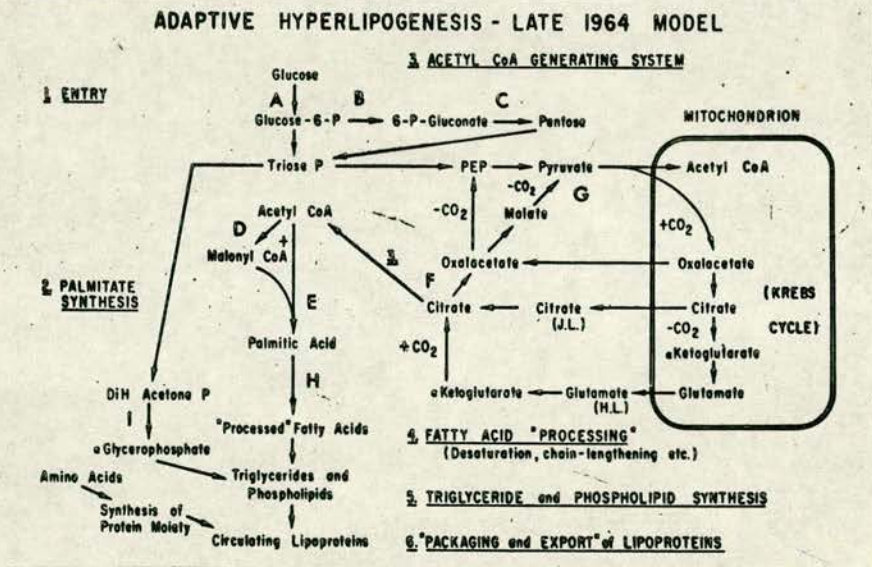 ADAPTIVE HYPERLIPOGENESIS - LATE 1964 MODEL
3. ACETYL CoA GENERATING SYSTEM
1. ENTRY
Glucose
A
B
C
Glucose-6-P
6-P-Gluconate
Pentose
MITOCHONDRION
Triose P
PEP
Pyruvate
Acetyl CoA
-CO2
G
-CO2
Malate
+CO2
Acetyl CoA
D
+
Malonyl CoA
3.
Oxalacetate
Oxalacetate
2. PALMITATE
SYNTHESIS
F
E
Citrate
Citrate
(J.L.)
Citrate
(KREBS
CYCLE)
-CO2
Palmitic Acid
+CO2
αKetoglutarate
H
DiH Acetone P
αKetoglutarate
Glutamate
(H.L.)
Glutamate
I
"Processed" Fatty Acids
4. FATTY ACID "PROCESSING"
(Desaturation, chain-lengthening etc.)
αGlycerophosphate
Amino Acids
Triglycerides and
Phospholipids
5. TRIGLYCERIDE and PHOSPHOLIPID SYNTHESIS
Synthesis of
Protein Moiety
Circulating Lipoproteins
6. "PACKAGING and EXPORT" of LIPOPROTEINS